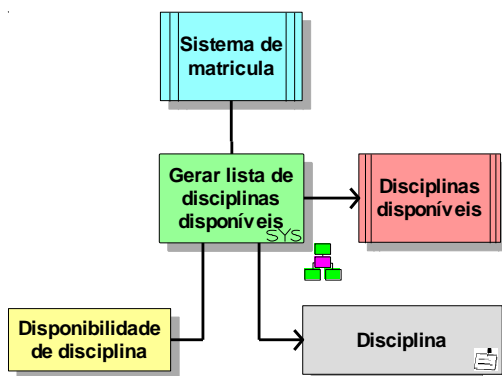 Sistema de
matricula
Gerar lista de
disciplinas
disponíveis
SYS
Disciplinas
disponíveis
Disponibilidade
de disciplina
Disciplina